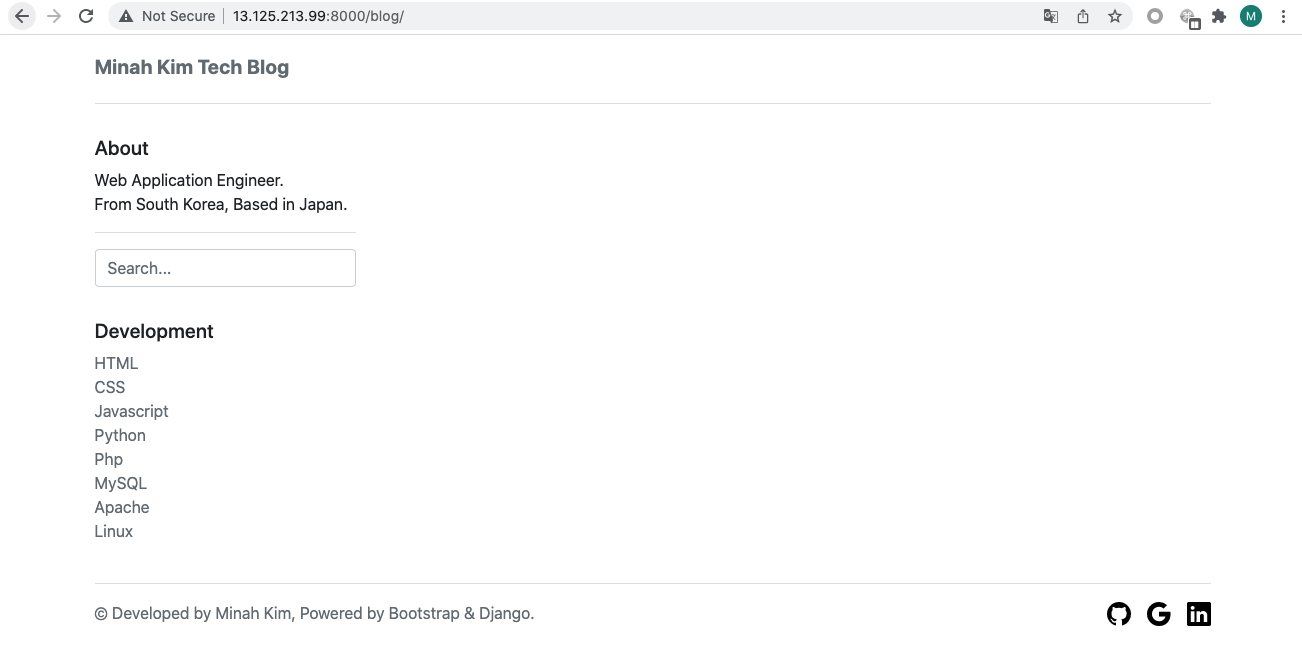 Not Secure 13.125.213.99:8000/blog/
M
Minah Kim Tech Blog
About
Web Application Engineer.
From South Korea, Based in Japan.
Search...
Development
HTML
CSS
Javascript
Python
Php
MySQL
Apache
Linux
© Developed by Minah Kim, Powered by Bootstrap & Django.
G in